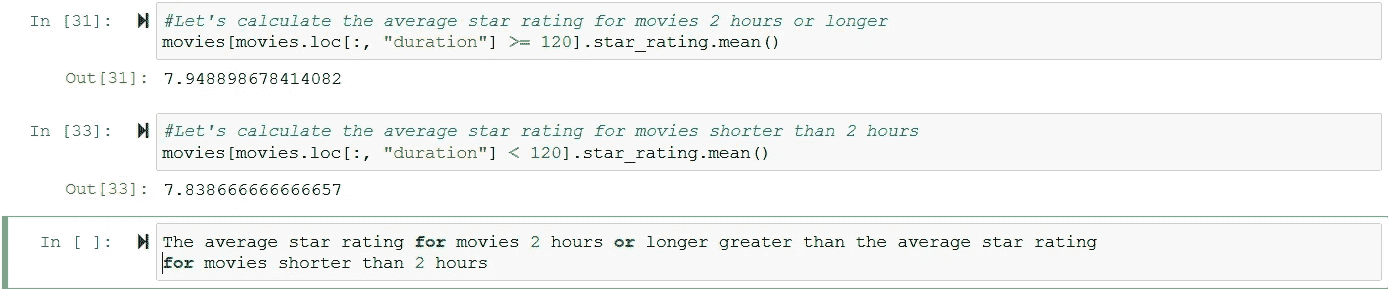 In [31]: #Let's calculate the average star rating for movies 2 hours or longer
movies[movies.loc[:, "duration"] >= 120].star_rating.mean()
Out[31]: 7.948898678414082
In [33]: #Let's calculate the average star rating for movies shorter than 2 hours
movies[movies.loc[:, "duration"] < 120].star_rating.mean()
Out[33]: 7.838666666666657
In [ ]: The average star rating for movies 2 hours or longer greater than the average star rating
for movies shorter than 2 hours